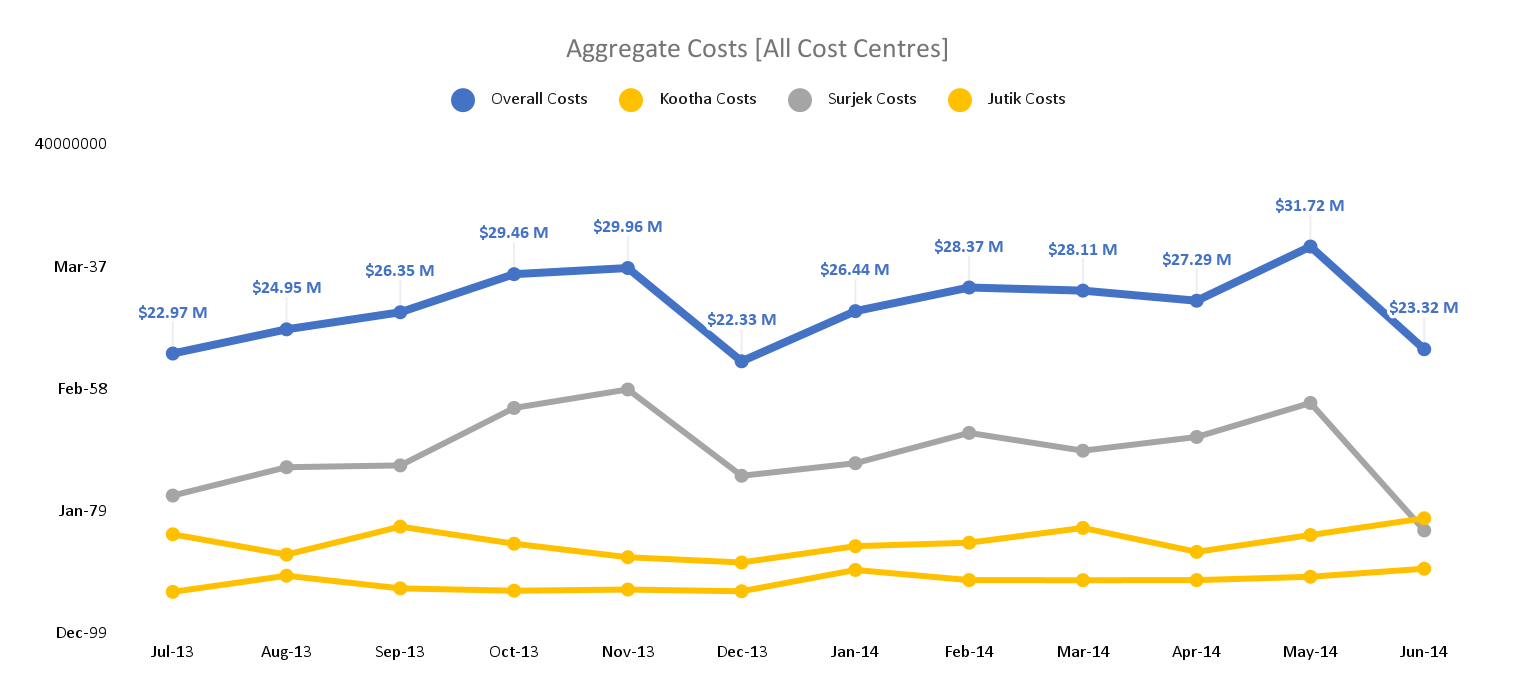 Aggregate Costs [All Cost Centres]
Overall Costs Kootha Costs Surjek Costs Jutik Costs
40000000
$31.72 M
$29.46 M $29.96 M
$28.37 M $28.11 M
$26.35 M $26.44 M $27.29 M
Mar-37
$24.95 M
$22.97 M $22.33 M $23.32 M
Feb-58
Jan-79
Dec-99
Jul-13 Aug-13 Sep-13 Oct-13 Nov-13 Dec-13 Jan-14 Feb-14 Mar-14 Apr-14 May-14 Jun-14